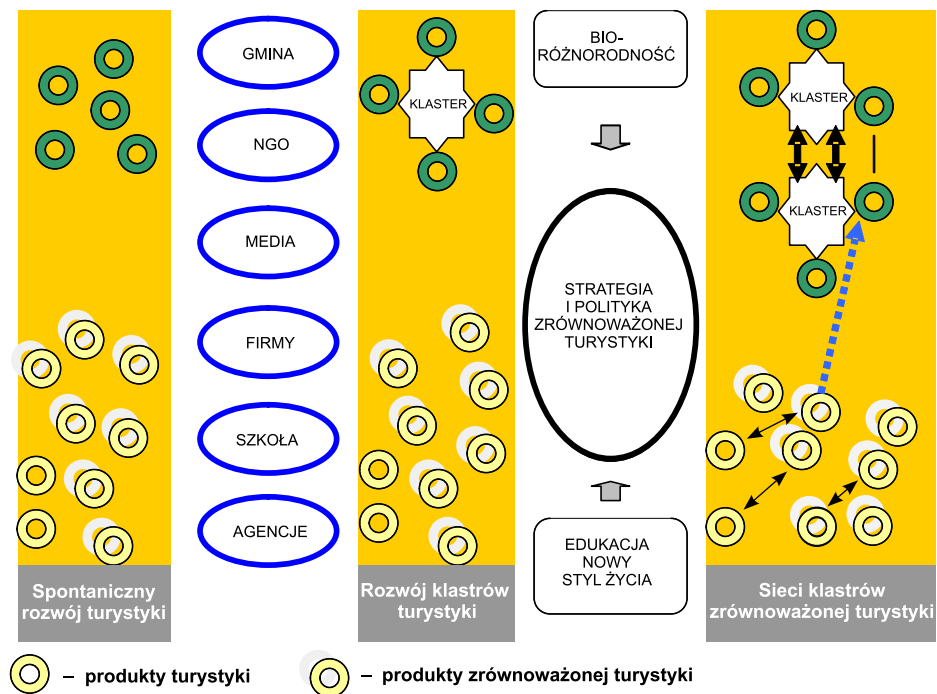 GMINA
NGO
MEDIA
FIRMY
SZKOŁA
AGENCJE
KLASTER
BIO-
RÓŻNORODNOŚĆ
STRATEGIA
I POLITYKA
ZRÓWNOWAŻONEJ
TURYSTYKI
EDUKACJA
NOWY
STYL ŻYCIA
KLASTER
KLASTER
Spontaniczny
rozwój turystyki
Rozwój klastrów
turystyki
Sieci klastrów
zrównoważonej turystyki
– produkty turystyki
– produkty zrównoważonej turystyki